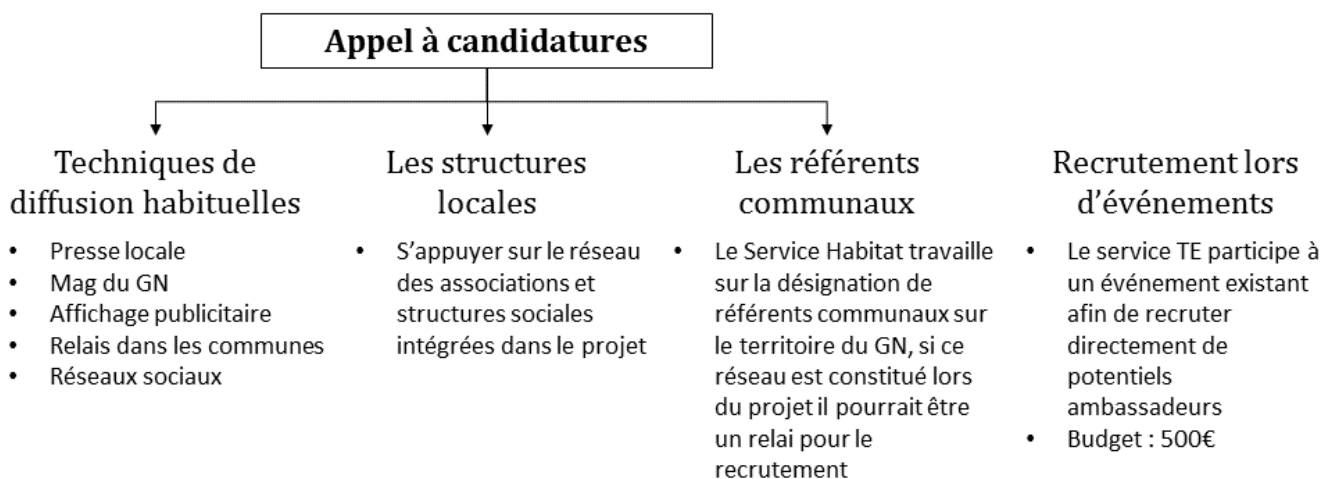 Appel à candidatures
Techniques de
diffusion habituelles
• Presse locale
• Mag du GN
• Affichage publicitaire
• Relais dans les communes
• Réseaux sociaux
Les structures
locales
• S’appuyer sur le réseau
des associations et
structures sociales
intégrées dans le projet
Les référents
communaux
• Le Service Habitat travaille
sur la désignation de
référents communaux sur
le territoire du GN, si ce
réseau est constitué lors
du projet il pourrait être
un relai pour le
recrutement
Recrutement lors
d’événements
• Le service TE participe à
un événement existant
afin de recruter
directement de
potentiels
ambassadeurs
• Budget : 500€